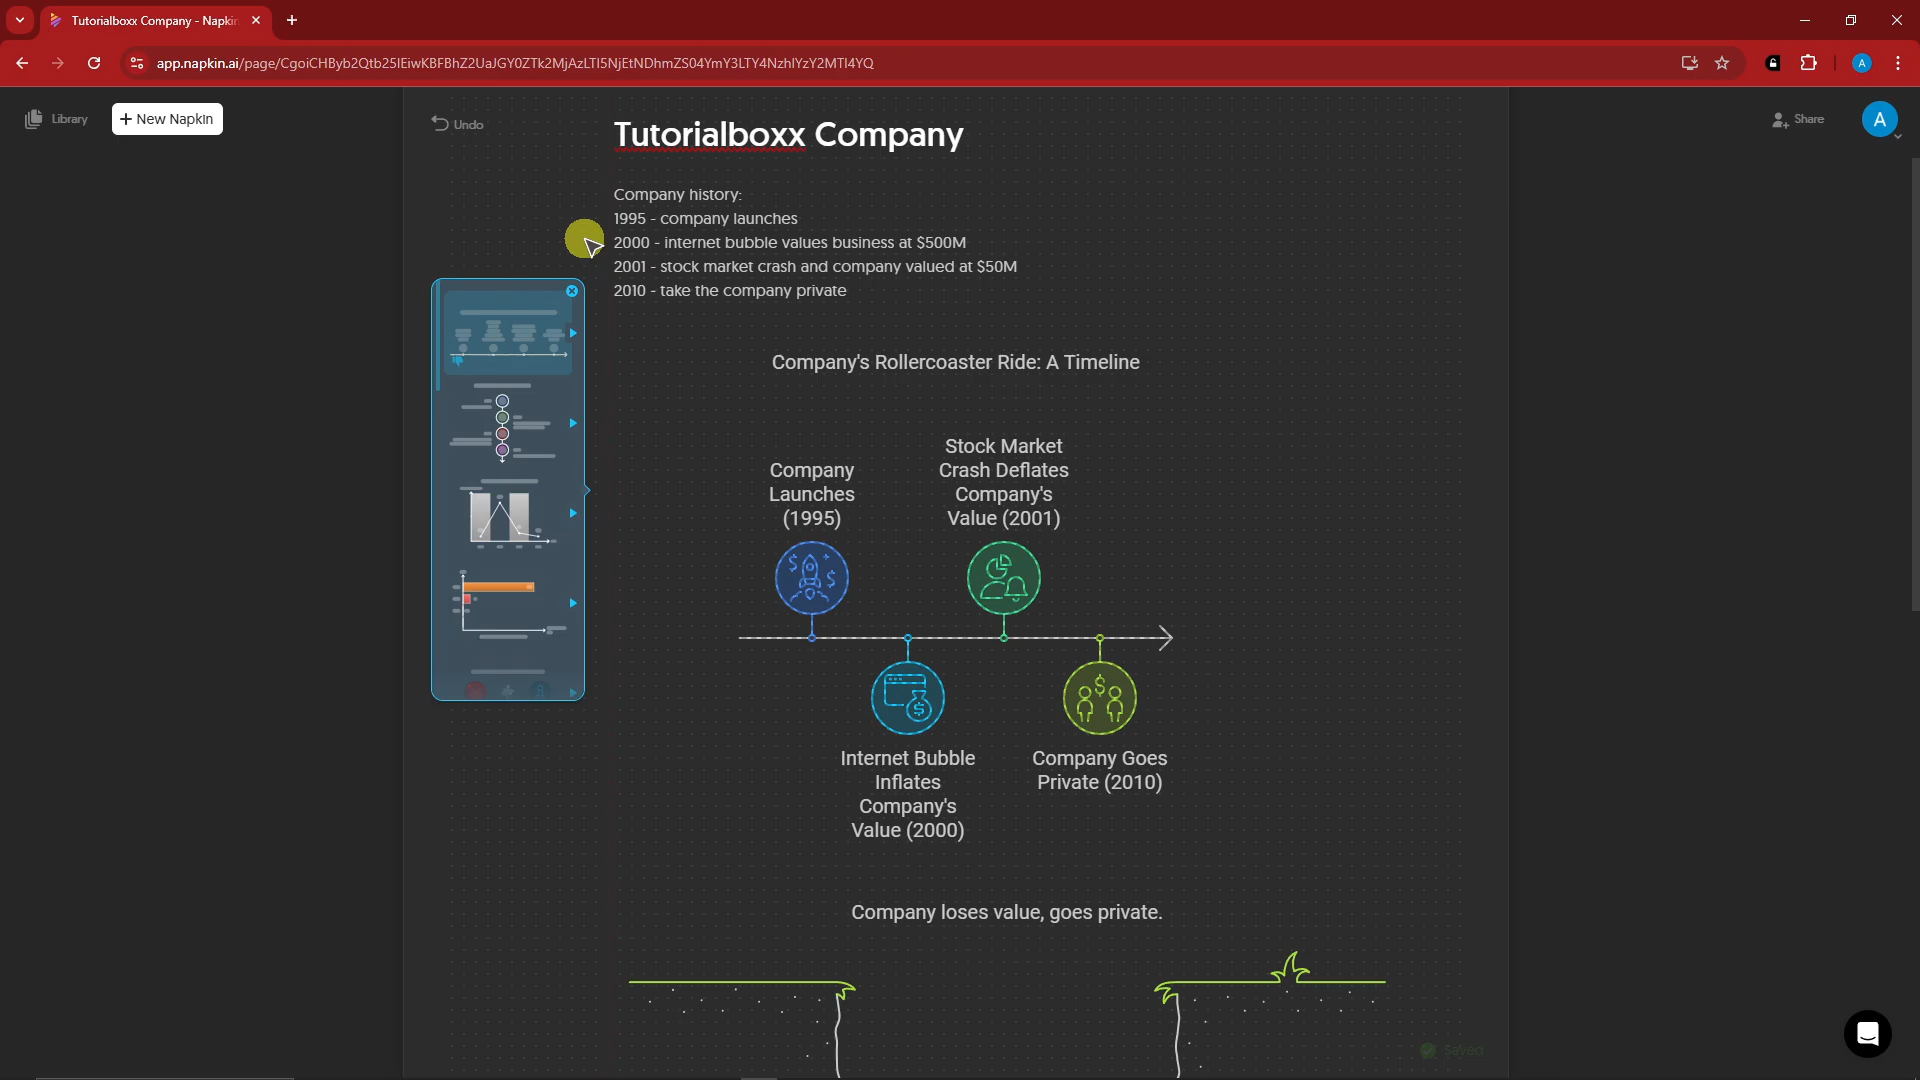 Tutorialboxx Company - Napkin
app.napkin.ai/page/CgoiCHByb2Qtb25lEiwKBFBhZ2UaJGY0ZTk2MjAzLTI5NjEtNDhmZS04YmY3LTY4NzhlYzY2MTI4YQ
A
Library
+ New Napkin
Undo
Share
A
Tutorialboxx Company
Company history:
1995 - company launches
2000 - internet bubble values business at $500M
2001 - stock market crash and company valued at $50M
2010 - take the company private
Company's Rollercoaster Ride: A Timeline
Company
Launches
(1995)
Stock Market
Crash Deflates
Company's
Value (2001)
Internet Bubble
Inflates
Company's
Value (2000)
Company Goes
Private (2010)
Company loses value, goes private.
Saved